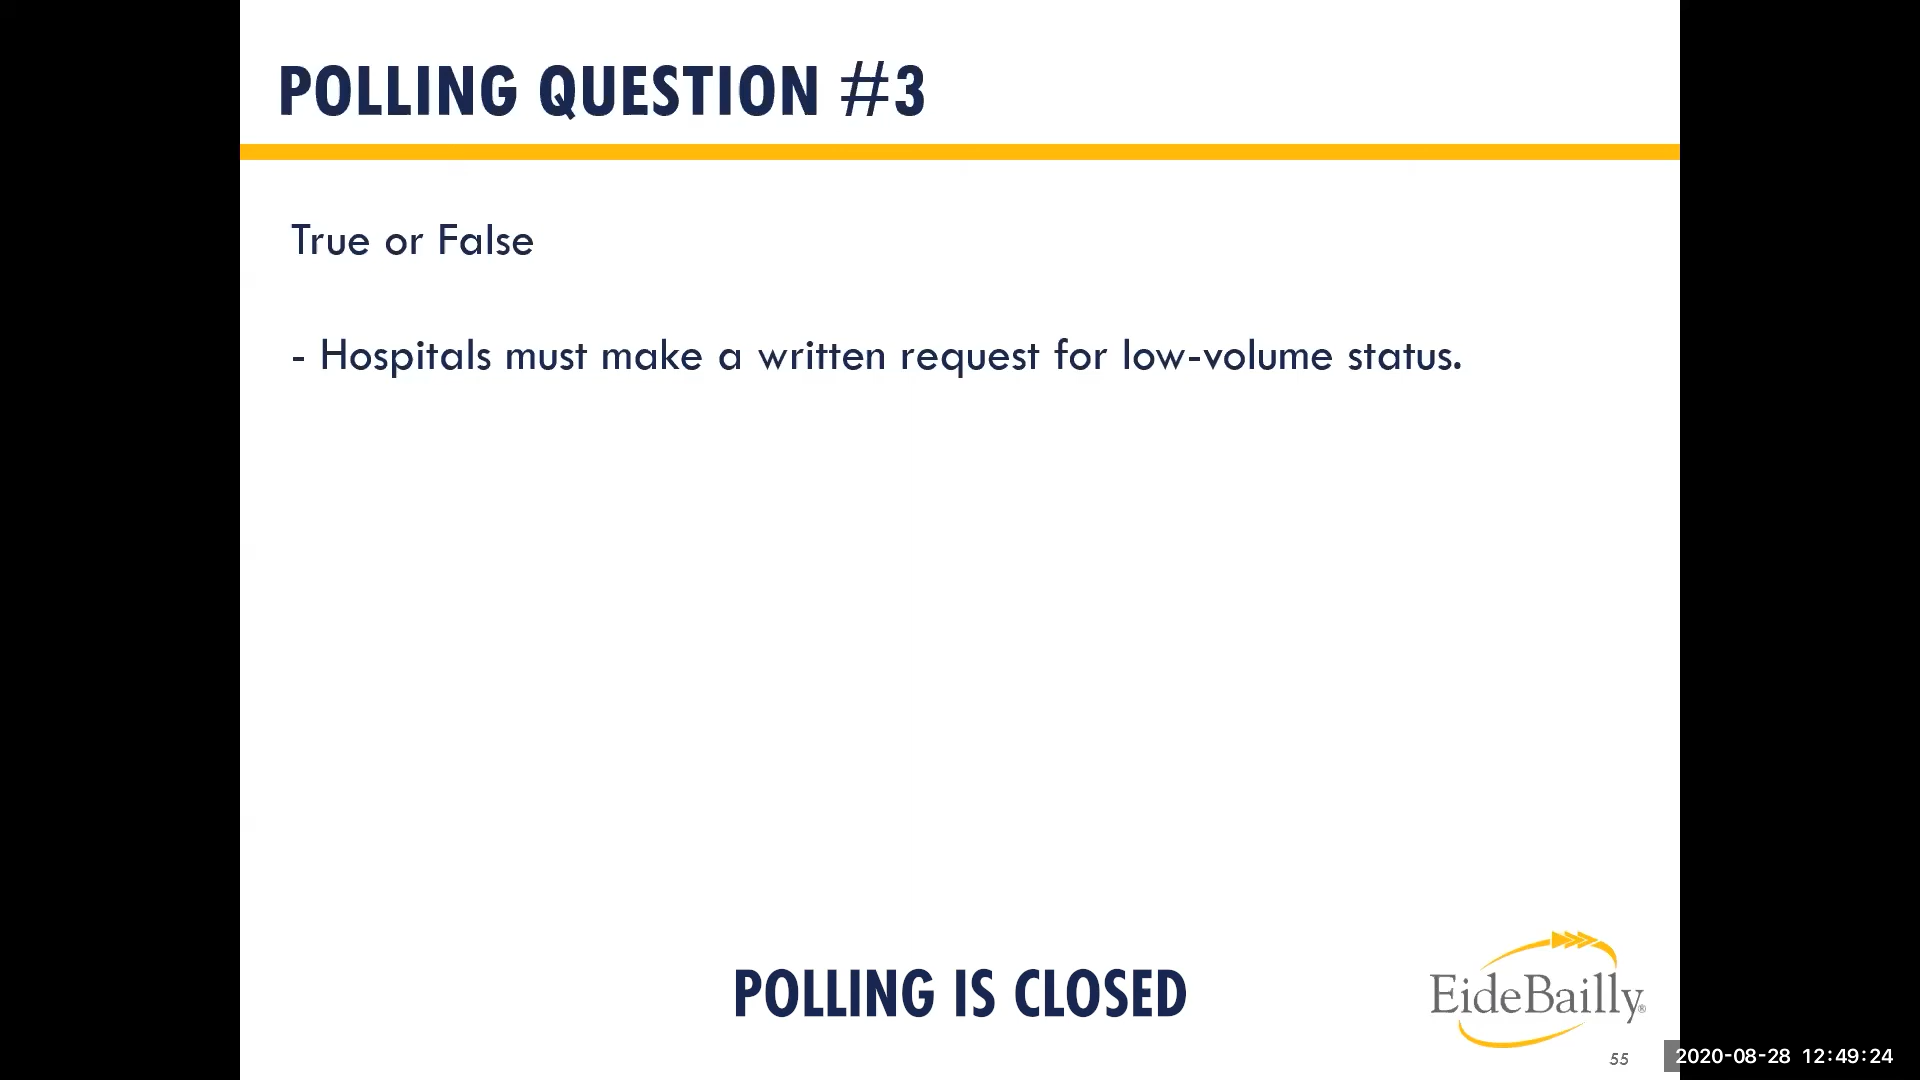 POLLING QUESTION #3
True or False
- Hospitals must make a written request for low-volume status.
POLLING IS CLOSED
EideBailly®
55
2020-08-28 12:49:24